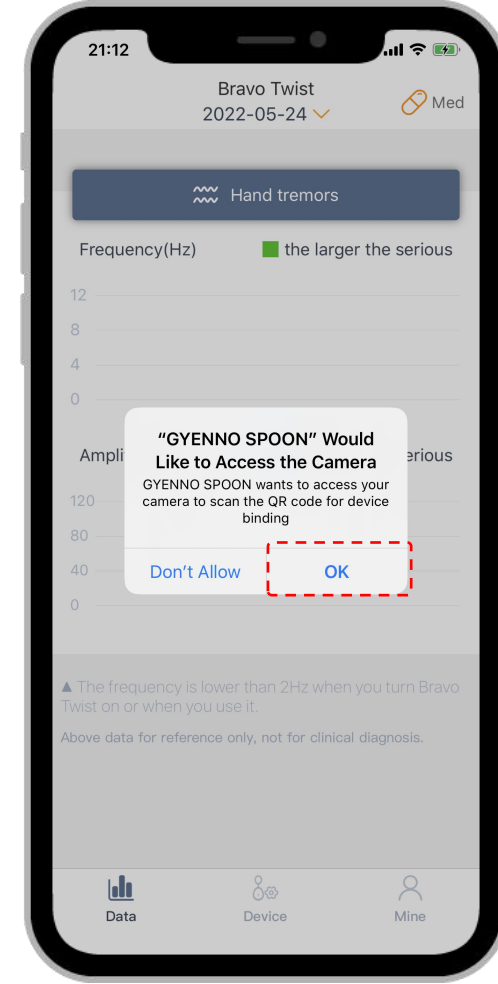 21:12
Bravo Twist
2022-05-24
Med
Hand tremors
Frequency(Hz)
the larger the serious
12
8
4
0
Ampli
erious
120
80
40
0
“GYENNO SPOON” Would
Like to Access the Camera
GYENNO SPOON wants to access your
camera to scan the QR code for device
binding
Don’t Allow
OK
▲ The frequency is lower than 2Hz when you turn Bravo
Twist on or when you use it.
Above data for reference only, not for clinical diagnosis.
Data
Device
Mine